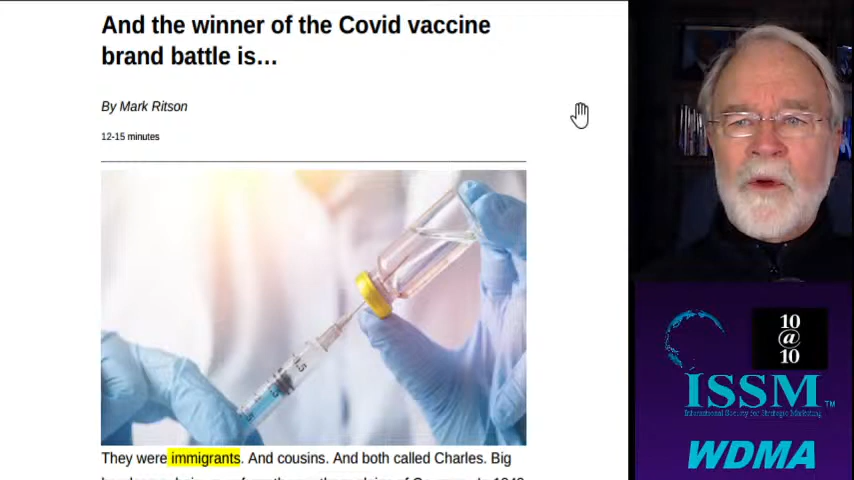 And the winner of the Covid vaccine
brand battle is…
By Mark Ritson
12-15 minutes
They were immigrants. And cousins. And both called Charles. Big
10
@
10
ISSM™
International Society for Strategic Marketing
WDMA